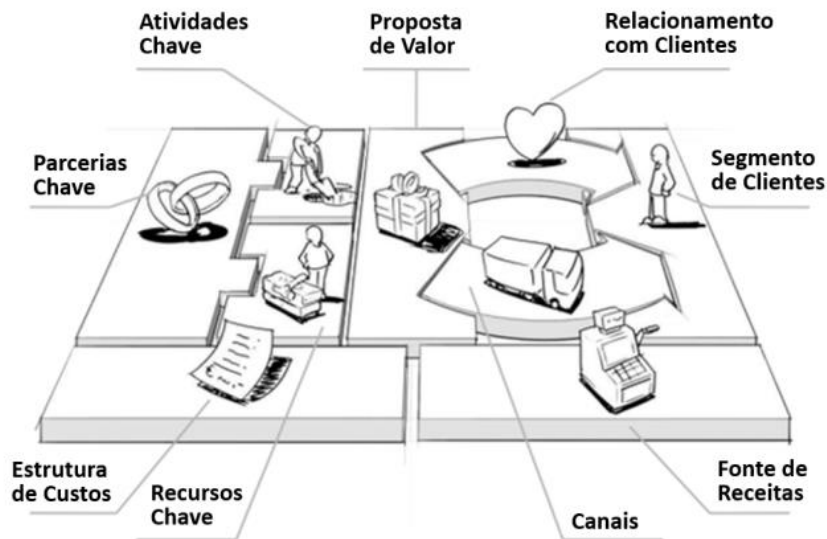 Atividades
Chave
Proposta
de Valor
Relacionamento
com Clientes
Parcerias
Chave
Segmento
de Clientes
Estrutura
de Custos
Recursos
Chave
Canais
Fonte de
Receitas